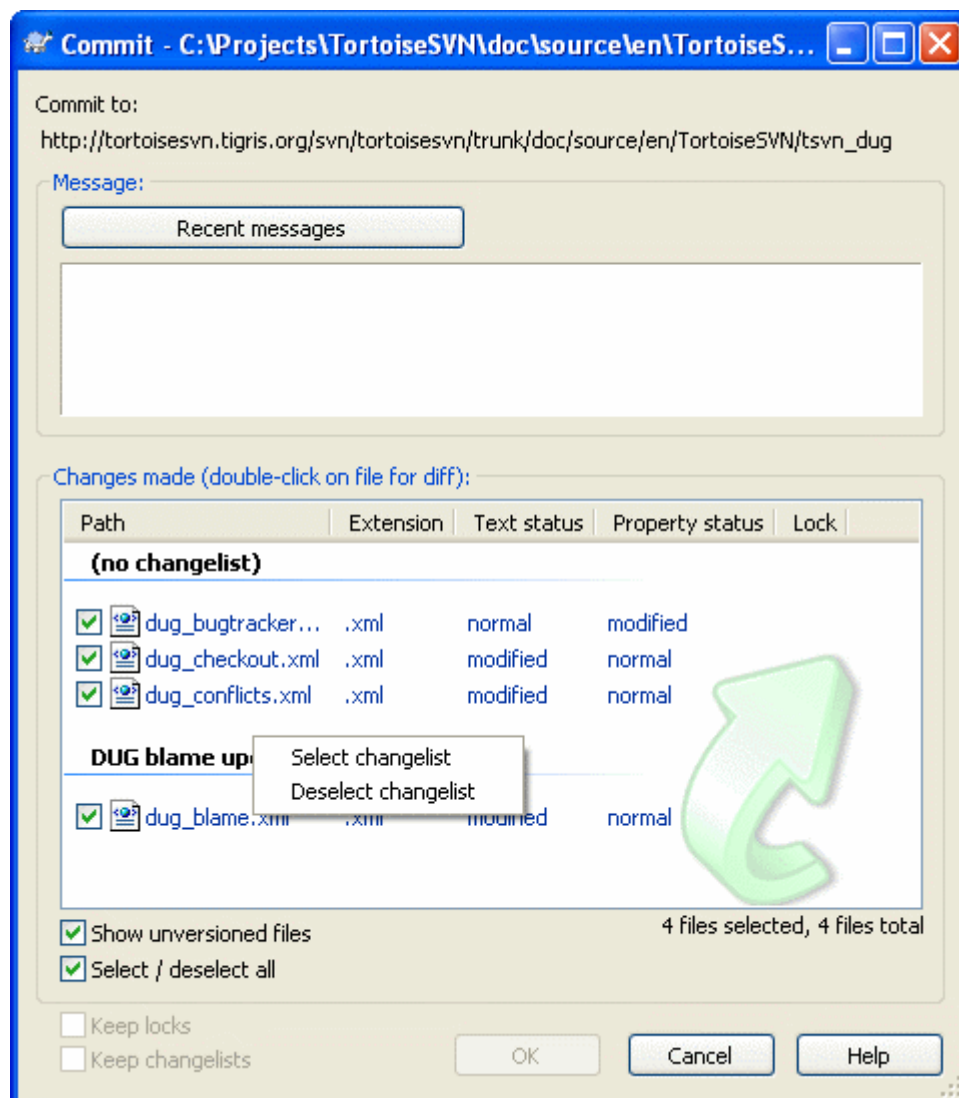 Commit - C:\Projects\TortoiseSVN\doc\source\en\TortoiseS...
Commit to:
http://tortoisesvn.tigris.org/svn/tortoisesvn/trunk/doc/source/en/TortoiseSVN/tsvn_dug
Message:
Recent messages
Changes made (double-click on file for diff):
Path Extension Text status Property status Lock
(no changelist)
dug_bugtracker... .xml normal modified
dug_checkout.xml .xml modified normal
dug_conflicts.xml .xml modified normal
DUG blame
Select changelist
Deselect changelist
dug_blame.xml .xml modified normal
4 files selected, 4 files total
Show unversioned files
Select / deselect all
Keep locks
Keep changelists
OK Cancel Help